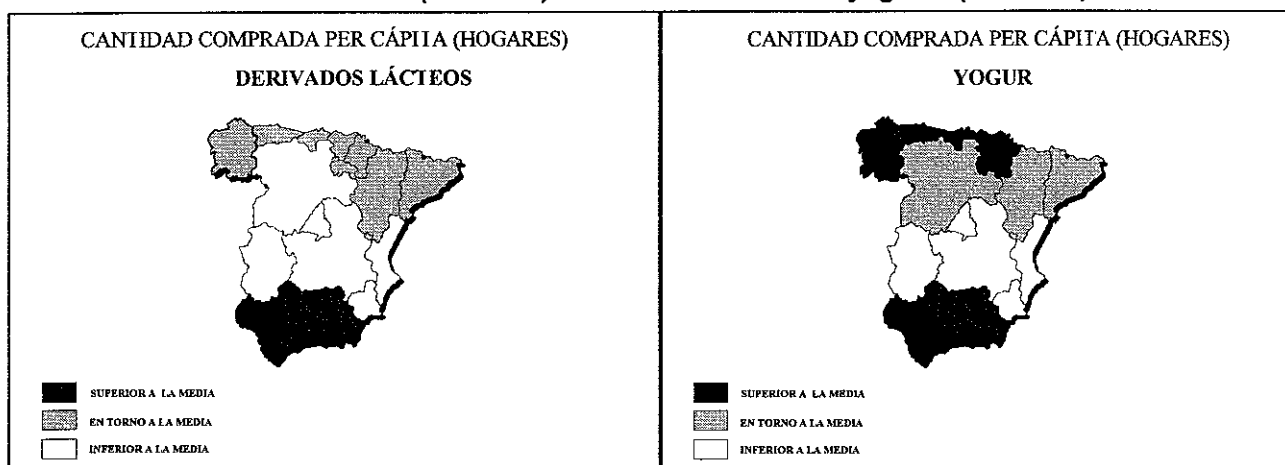 CANTIDAD COMPRADA PER CÁPITA (HOGARES)
DERIVADOS LÁCTEOS
SUPERIOR A LA MEDIA
EN TORNO A LA MEDIA
INFERIOR A LA MEDIA
CANTIDAD COMPRADA PER CÁPITA (HOGARES)
YOGUR
SUPERIOR A LA MEDIA
EN TORNO A LA MEDIA
INFERIOR A LA MEDIA